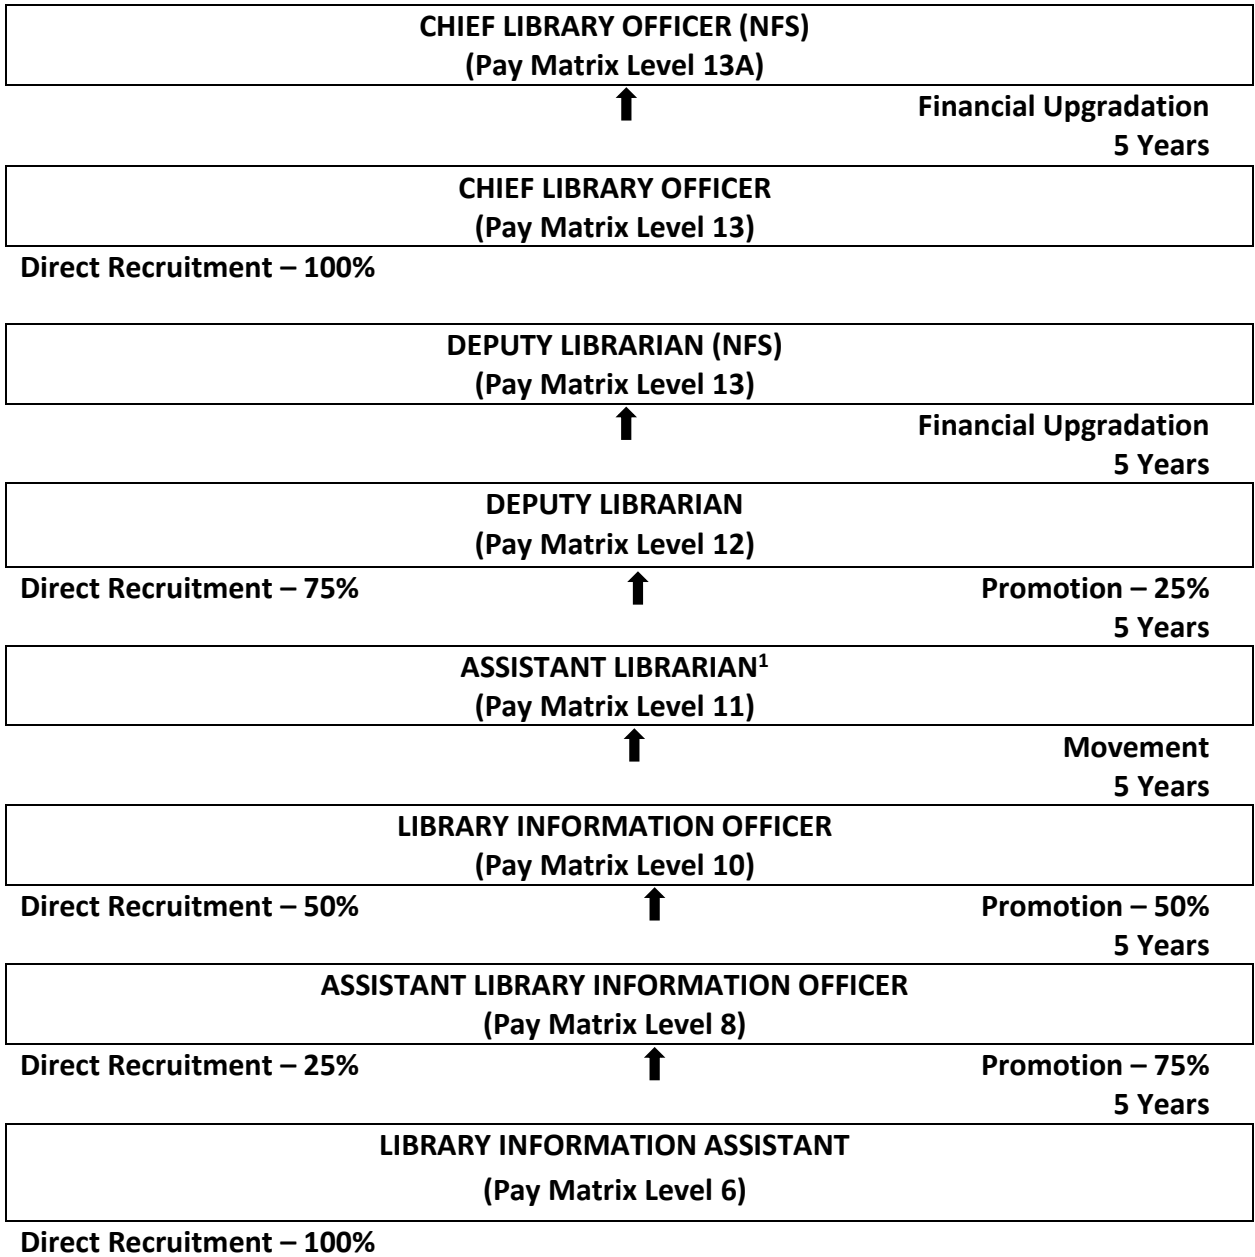 CHIEF LIBRARY OFFICER (NFS)
(Pay Matrix Level 13A)
Financial Upgradation
5 Years
CHIEF LIBRARY OFFICER
(Pay Matrix Level 13)
Direct Recruitment – 100%
DEPUTY LIBRARIAN (NFS)
(Pay Matrix Level 13)
Financial Upgradation
5 Years
DEPUTY LIBRARIAN
(Pay Matrix Level 12)
Direct Recruitment – 75% Promotion – 25%
5 Years
ASSISTANT LIBRARIAN¹
(Pay Matrix Level 11)
Movement
5 Years
LIBRARY INFORMATION OFFICER
(Pay Matrix Level 10)
Direct Recruitment – 50% Promotion – 50%
5 Years
ASSISTANT LIBRARY INFORMATION OFFICER
(Pay Matrix Level 8)
Direct Recruitment – 25% Promotion – 75%
5 Years
LIBRARY INFORMATION ASSISTANT
(Pay Matrix Level 6)
Direct Recruitment – 100%